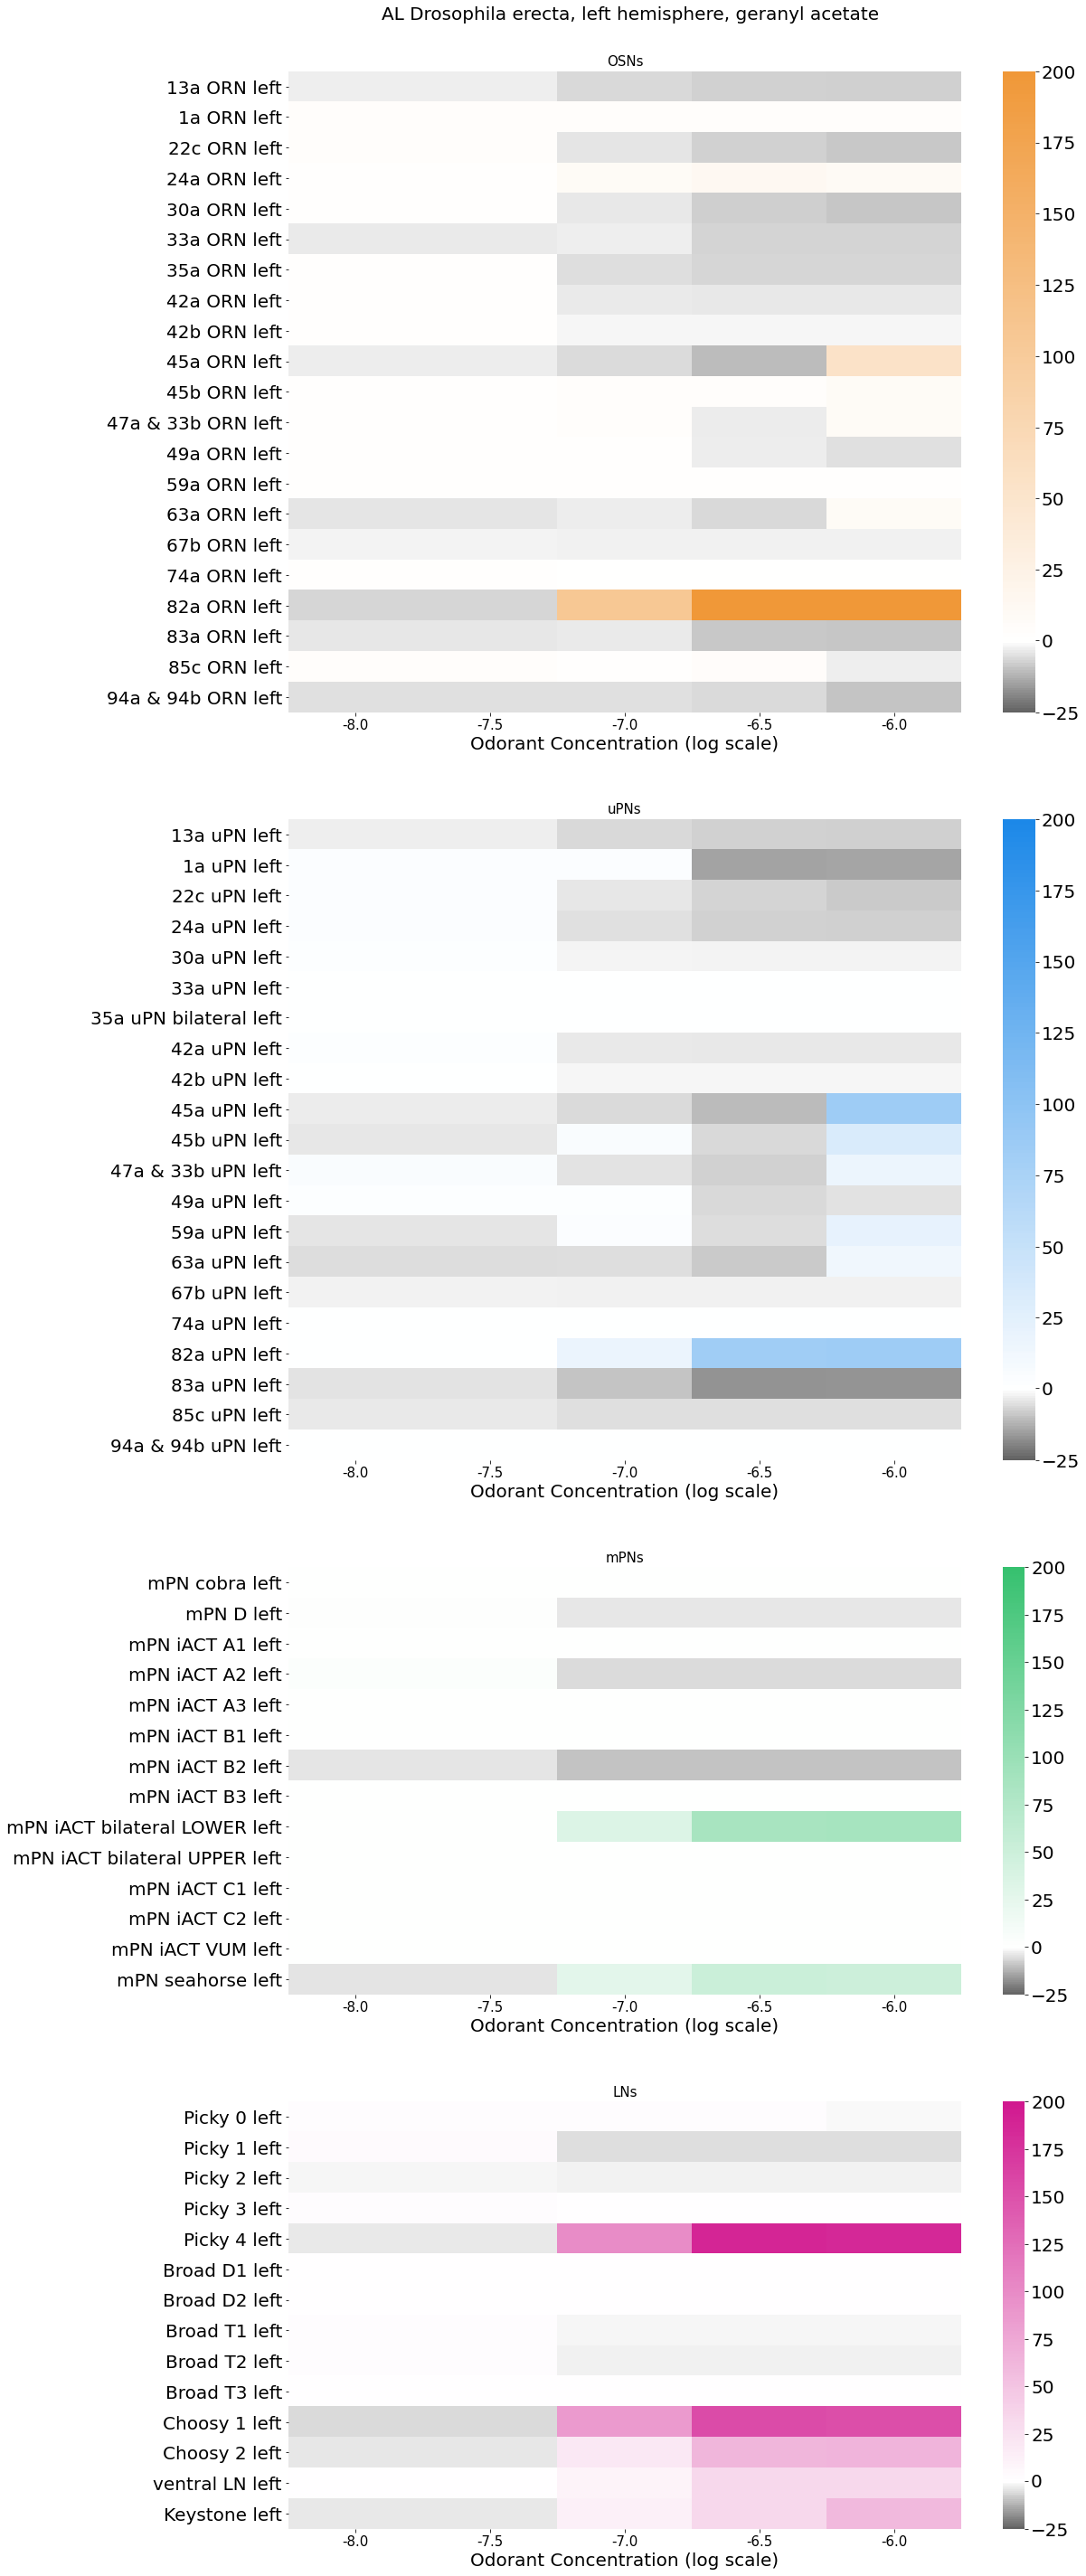 AL Drosophila erecta, left hemisphere, geranyl acetate
OSNs
13a ORN left
1a ORN left
22c ORN left
24a ORN left
30a ORN left
33a ORN left
35a ORN left
42a ORN left
42b ORN left
45a ORN left
45b ORN left
47a & 33b ORN left
49a ORN left
59a ORN left
63a ORN left
67b ORN left
74a ORN left
82a ORN left
83a ORN left
85c ORN left
94a & 94b ORN left
-8.0 -7.5 -7.0 -6.5 -6.0
Odorant Concentration (log scale)
200
175
150
125
100
75
50
25
0
−25
uPNs
13a uPN left
1a uPN left
22c uPN left
24a uPN left
30a uPN left
33a uPN left
35a uPN bilateral left
42a uPN left
42b uPN left
45a uPN left
45b uPN left
47a & 33b uPN left
49a uPN left
59a uPN left
63a uPN left
67b uPN left
74a uPN left
82a uPN left
83a uPN left
85c uPN left
94a & 94b uPN left
-8.0 -7.5 -7.0 -6.5 -6.0
Odorant Concentration (log scale)
200
175
150
125
100
75
50
25
0
−25
mPNs
mPN cobra left
mPN D left
mPN iACT A1 left
mPN iACT A2 left
mPN iACT A3 left
mPN iACT B1 left
mPN iACT B2 left
mPN iACT B3 left
mPN iACT bilateral LOWER left
mPN iACT bilateral UPPER left
mPN iACT C1 left
mPN iACT C2 left
mPN iACT VUM left
mPN seahorse left
-8.0 -7.5 -7.0 -6.5 -6.0
Odorant Concentration (log scale)
200
175
150
125
100
75
50
25
0
−25
LNs
Picky 0 left
Picky 1 left
Picky 2 left
Picky 3 left
Picky 4 left
Broad D1 left
Broad D2 left
Broad T1 left
Broad T2 left
Broad T3 left
Choosy 1 left
Choosy 2 left
ventral LN left
Keystone left
-8.0 -7.5 -7.0 -6.5 -6.0
Odorant Concentration (log scale)
200
175
150
125
100
75
50
25
0
−25